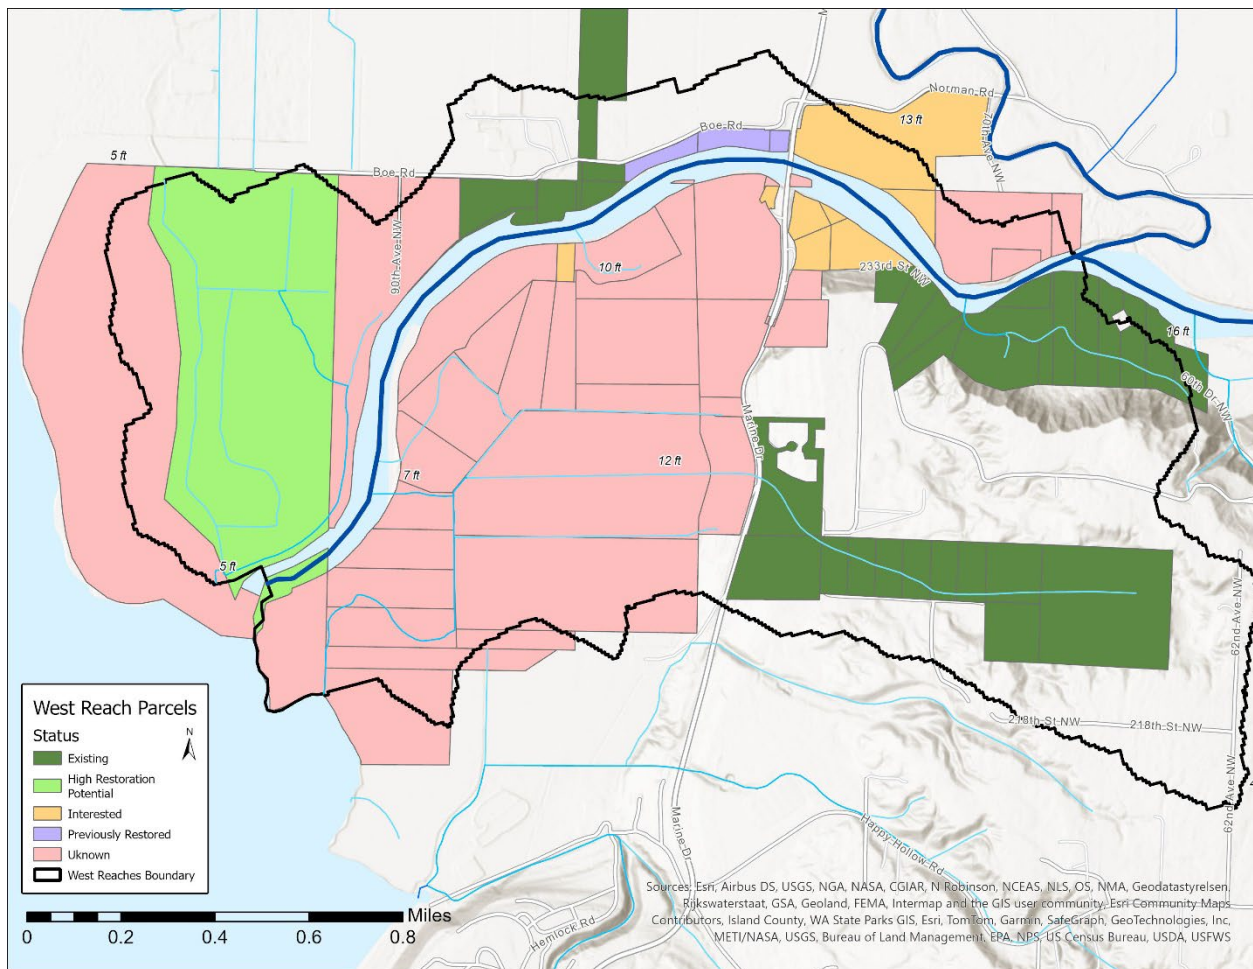 Norman Rd
13 ft
70th Ave NW
Boe Rd
5 ft
Boe Rd
90th Ave NW
10 ft
233rd St NW
16 ft
60th Dr NW
Marine Dr
12 ft
7 ft
5 ft
62nd Ave NW
218th St NW
218th St NW
62nd Ave NW
Marine Dr
Happy Hollow Rd
Hemlock Rd
West Reach Parcels
Status
N
Existing
High Restoration
Potential
Interested
Previously Restored
Uknown
West Reaches Boundary
Miles
0 0.2 0.4 0.6 0.8
Sources: Esri, Airbus DS, USGS, NGA, NASA, CGIAR, N Robinson, NCEAS, NLS, OS, NMA, Geodatastyrelsen,
Rijkswaterstaat, GSA, Geoland, FEMA, Intermap and the GIS user community, Esri Community Maps
Contributors, Island County, WA State Parks GIS, Esri, TomTom, Garmin, SafeGraph, GeoTechnologies, Inc,
METI/NASA, USGS, Bureau of Land Management, EPA, NPS, US Census Bureau, USDA, USFWS